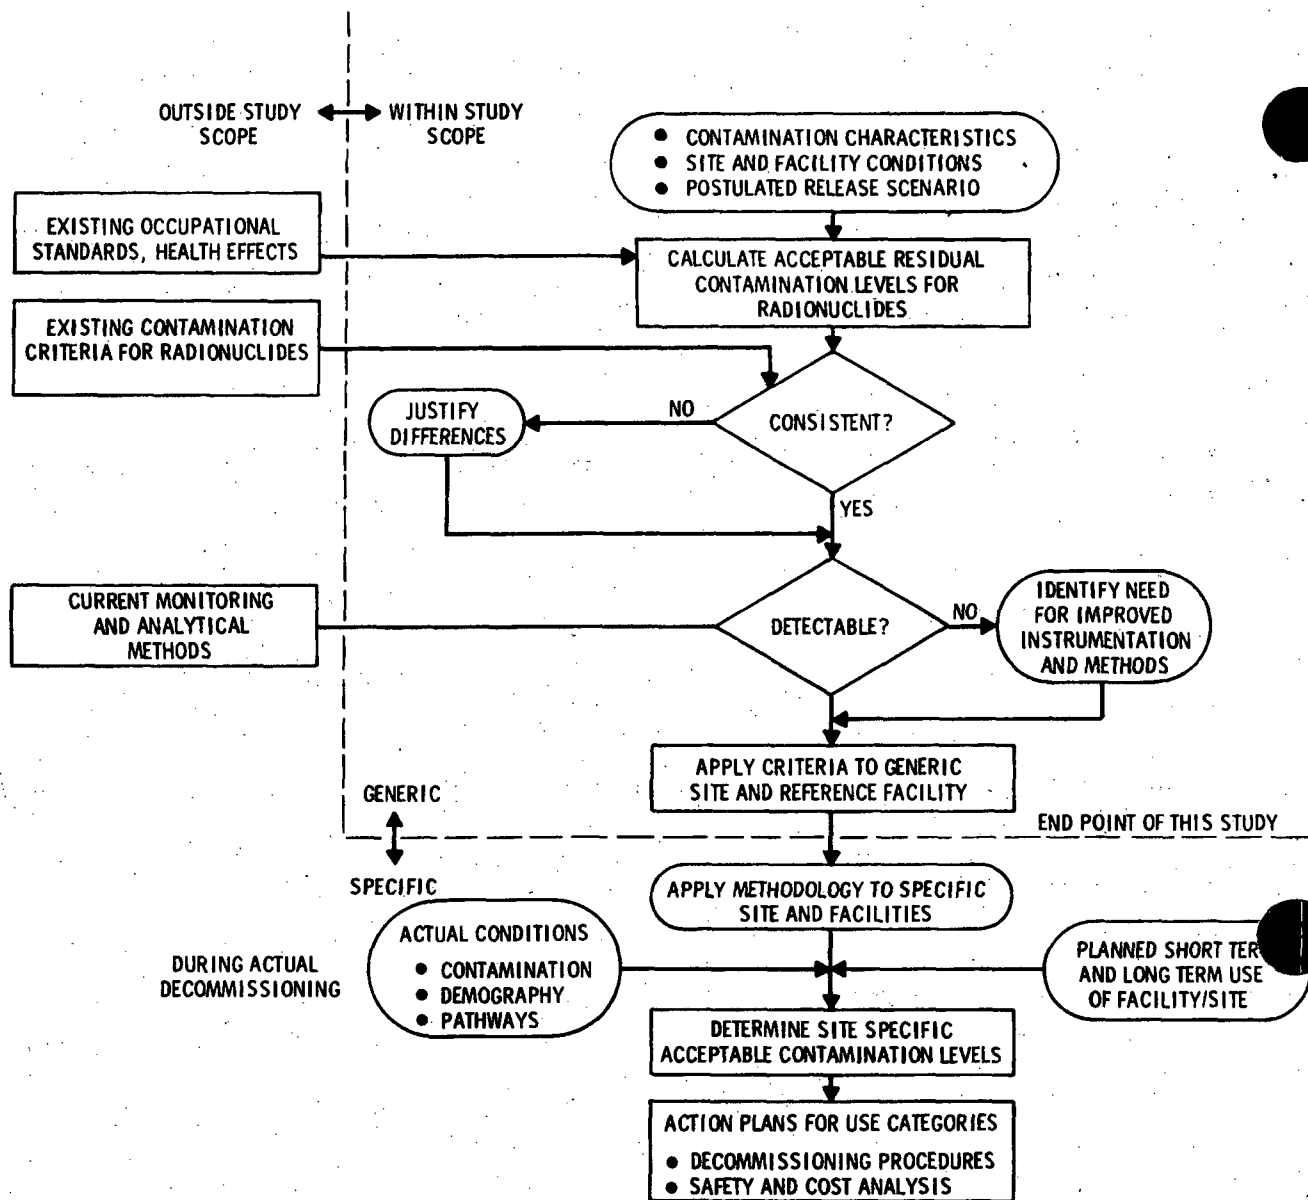 OUTSIDE STUDY
SCOPE
WITHIN STUDY
SCOPE
● CONTAMINATION CHARACTERISTICS
● SITE AND FACILITY CONDITIONS
● POSTULATED RELEASE SCENARIO
EXISTING OCCUPATIONAL
STANDARDS, HEALTH EFFECTS
CALCULATE ACCEPTABLE RESIDUAL
CONTAMINATION LEVELS FOR
RADIONUCLIDES
EXISTING CONTAMINATION
CRITERIA FOR RADIONUCLIDES
CONSISTENT?
NO
JUSTIFY
DIFFERENCES
YES
CURRENT MONITORING
AND ANALYTICAL
METHODS
DETECTABLE?
NO
IDENTIFY NEED
FOR IMPROVED
INSTRUMENTATION
AND METHODS
APPLY CRITERIA TO GENERIC
SITE AND REFERENCE FACILITY
GENERIC
END POINT OF THIS STUDY
SPECIFIC
APPLY METHODOLOGY TO SPECIFIC
SITE AND FACILITIES
DURING ACTUAL
DECOMMISSIONING
ACTUAL CONDITIONS
● CONTAMINATION
● DEMOGRAPHY
● PATHWAYS
PLANNED SHORT TER
AND LONG TERM USE
OF FACILITY/SITE
DETERMINE SITE SPECIFIC
ACCEPTABLE CONTAMINATION LEVELS
ACTION PLANS FOR USE CATEGORIES
● DECOMMISSIONING PROCEDURES
● SAFETY AND COST ANALYSIS